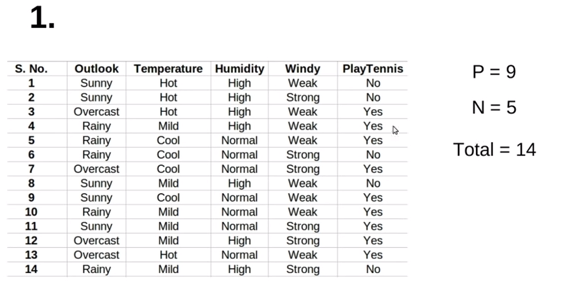 1.
S. No. Outlook Temperature Humidity Windy PlayTennis
1 Sunny Hot High Weak No
2 Sunny Hot High Strong No
3 Overcast Hot High Weak Yes
4 Rainy Mild High Weak Yes
5 Rainy Cool Normal Weak Yes
6 Rainy Cool Normal Strong No
7 Overcast Cool Normal Strong Yes
8 Sunny Mild High Weak No
9 Sunny Cool Normal Weak Yes
10 Rainy Mild Normal Weak Yes
11 Sunny Mild Normal Strong Yes
12 Overcast Mild High Strong Yes
13 Overcast Hot Normal Weak Yes
14 Rainy Mild High Strong No
P = 9
N = 5
Total = 14